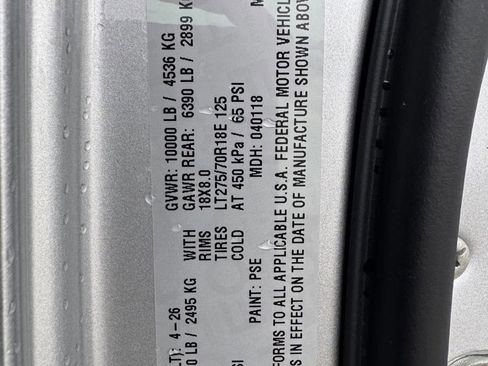 LT): 4-26 GVWR: 10000 LB / 4536 KG
0 LB / 2495 KG WITH GAWR REAR: 6390 LB / 2899 KG
RIMS 18X8.0
TIRES LT275/70R18E 125
SI COLD AT 450 kPa / 65 PSI
PAINT: PSE MDH: 040118
FORMS TO ALL APPLICABLE U.S.A. FEDERAL MOTOR VEHICL
S IN EFFECT ON THE DATE OF MANUFACTURE SHOWN ABOV